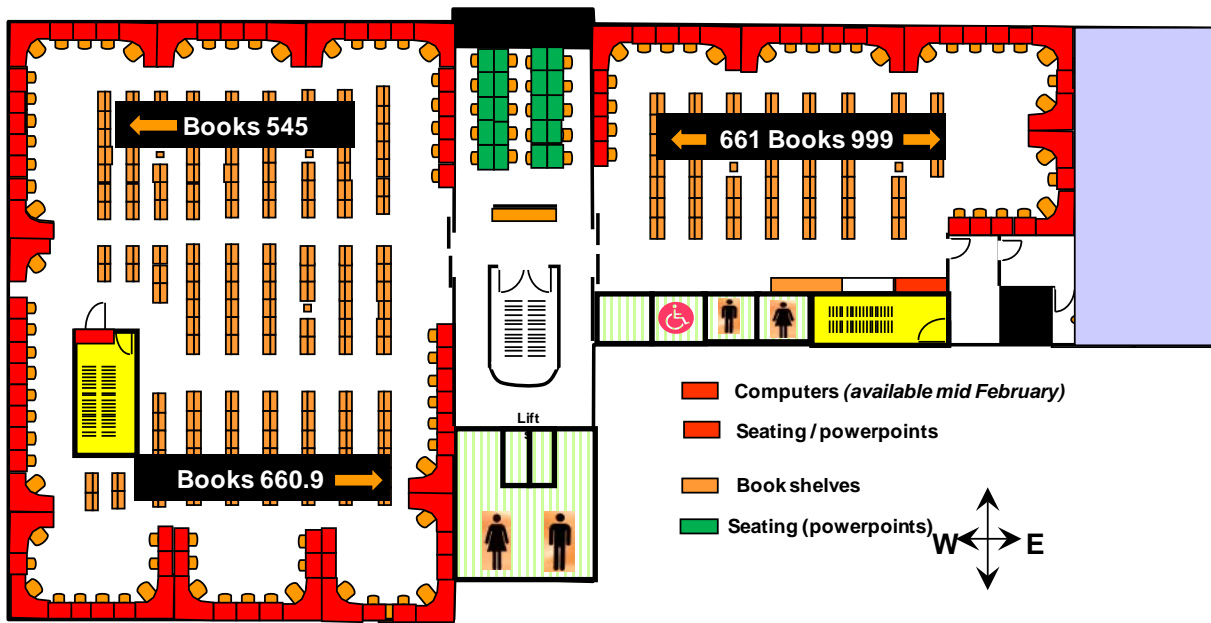 Books 545
661 Books 999
Lift
s
Books 660.9
Computers (available mid February)
Seating / powerpoints
Book shelves
Seating (powerpoints)
W E